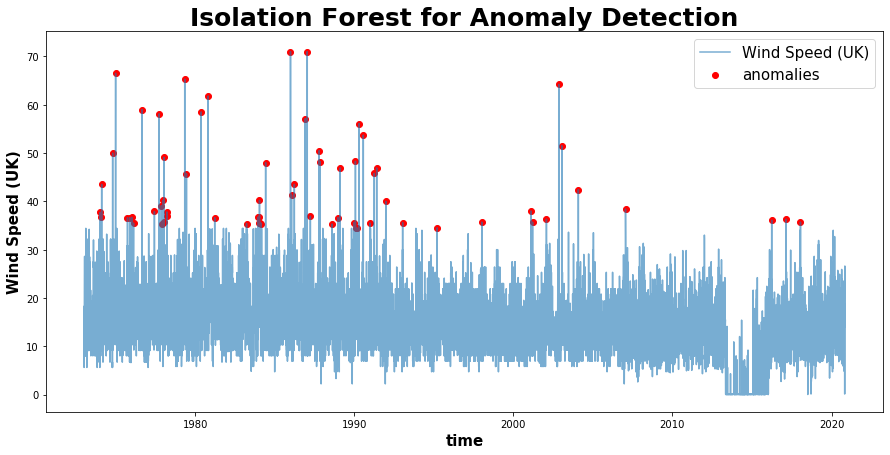 Isolation Forest for Anomaly Detection
Wind Speed (UK)
anomalies
70
60
50
40
30
20
10
0
Wind Speed (UK)
1980
1990
2000
2010
2020
time